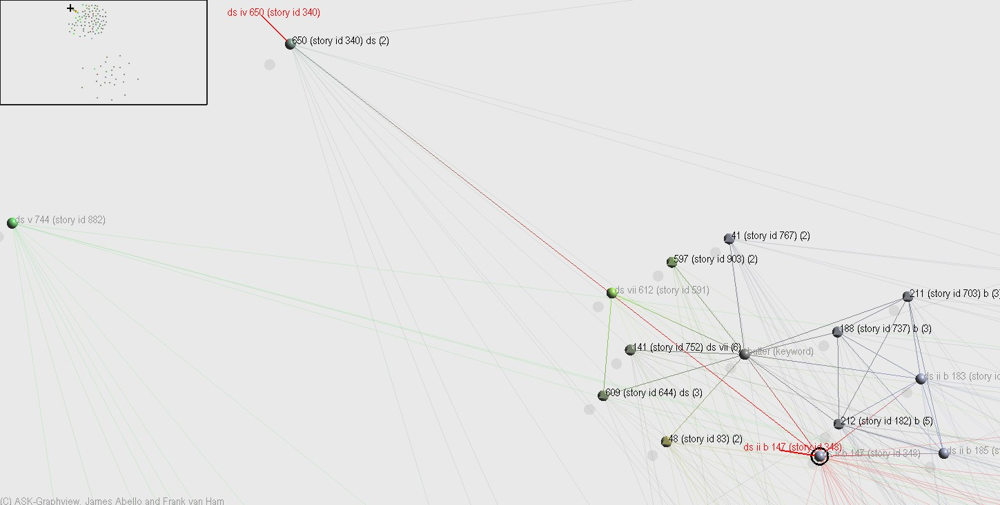 ds iv 650 (story id 340)
650 (story id 340) ds (2)
ds v 744 (story id 882)
41 (story id 767) (2)
597 (story id 903) (2)
ds vii 612 (story id 591)
211 (story id 703) b (3)
188 (story id 737) b (3)
141 (story id 752) ds vii (6)
butter (keyword)
ds ii b 183 (story id
609 (story id 644) ds (3)
212 (story id 182) b (5)
48 (story id 83) (2)
ds ii b 147 (story id 348)
ds ii b 147 (story id 348)
ds ii b 185 (s
(C) ASK-Graphview, James Abello and Frank van Ham